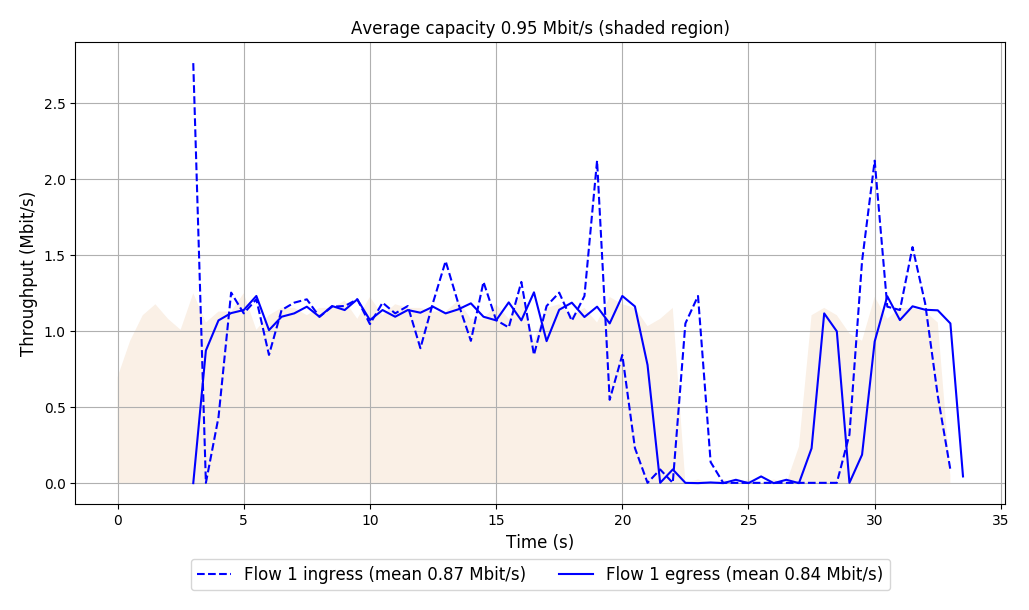 Average capacity 0.95 Mbit/s (shaded region)
Throughput (Mbit/s)
2.5
2.0
1.5
1.0
0.5
0.0
0 5 10 15 20 25 30 35
Time (s)
Flow 1 ingress (mean 0.87 Mbit/s) Flow 1 egress (mean 0.84 Mbit/s)